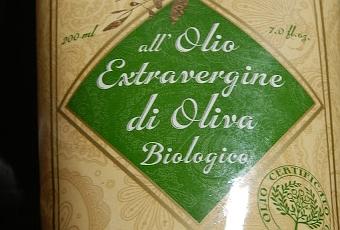 200 ml
7.0 fl.oz.
all'Olio
Extravergine
di Oliva
Biologico
OLIO CERTIFICATO